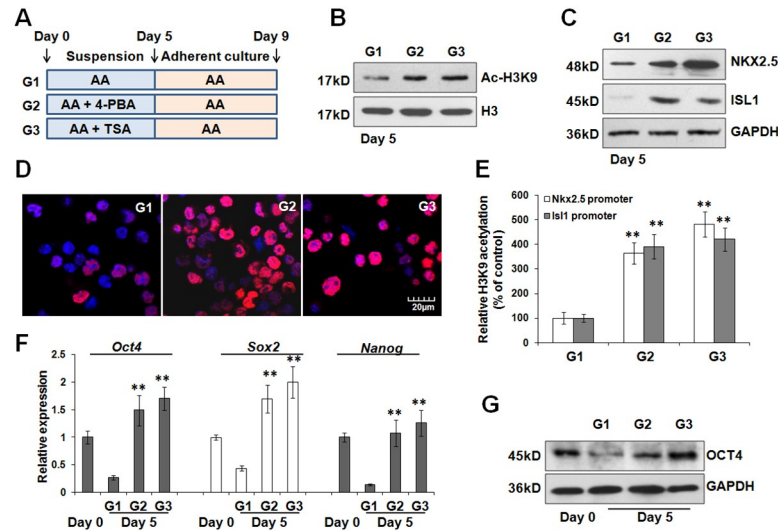 A
Day 0 Day 5 Day 9
Suspension Adherent culture
G1 AA AA
G2 AA + 4-PBA AA
G3 AA + TSA AA
B
G1 G2 G3
17kD Ac-H3K9
17kD H3
Day 5
C
G1 G2 G3
48kD NKX2.5
45kD ISL1
36kD GAPDH
Day 5
D
G1 G2 G3
20μm
E
Relative H3K9 acetylation
(% of control)
600
500
400
300
200
100
0
Nkx2.5 promoter
Isl1 promoter
** ** ** **
G1 G2 G3
F
Relative expression
2.5
2
1.5
1
0.5
0
Oct4 Sox2 Nanog
** ** ** ** ** **
G1 G2 G3 G1 G2 G3 G1 G2 G3
Day 0 Day 5 Day 0 Day 5 Day 0 Day 5
G
G1 G2 G3
45kD OCT4
36kD GAPDH
Day 0 Day 5